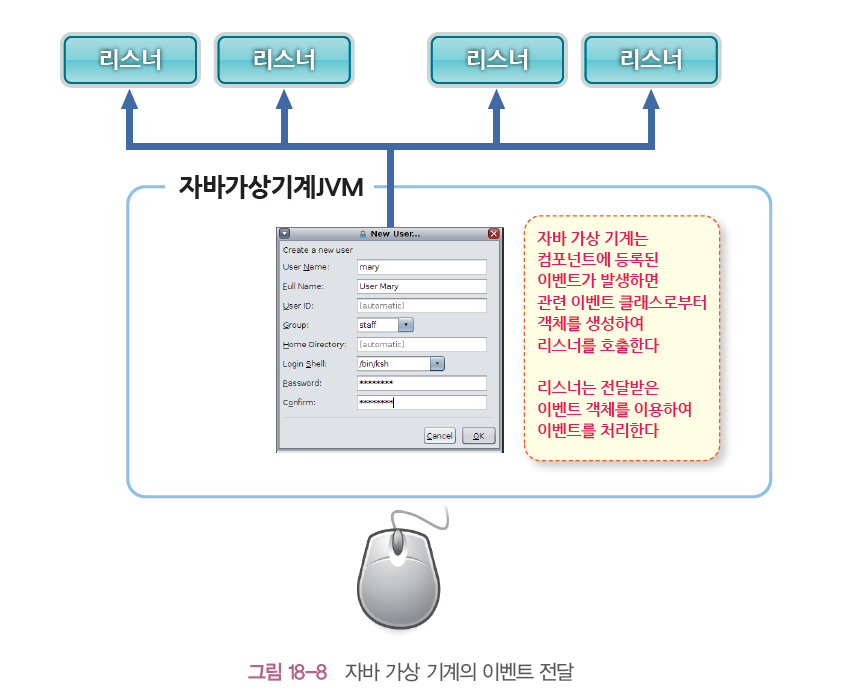 리스너 리스너 리스너 리스너
자바가상기계JVM
New User...
Create a new user
User Name: mary
Full Name: User Mary
User ID: (automatic)
Group: staff
Home Directory: (automatic)
Login Shell: /bin/ksh
Password: ********
Confirm: ********
Cancel OK
자바 가상 기계는
컴포넌트에 등록된
이벤트가 발생하면
관련 이벤트 클래스로부터
객체를 생성하여
리스너를 호출한다
리스너는 전달받은
이벤트 객체를 이용하여
이벤트를 처리한다
그림 18-8 자바 가상 기계의 이벤트 전달